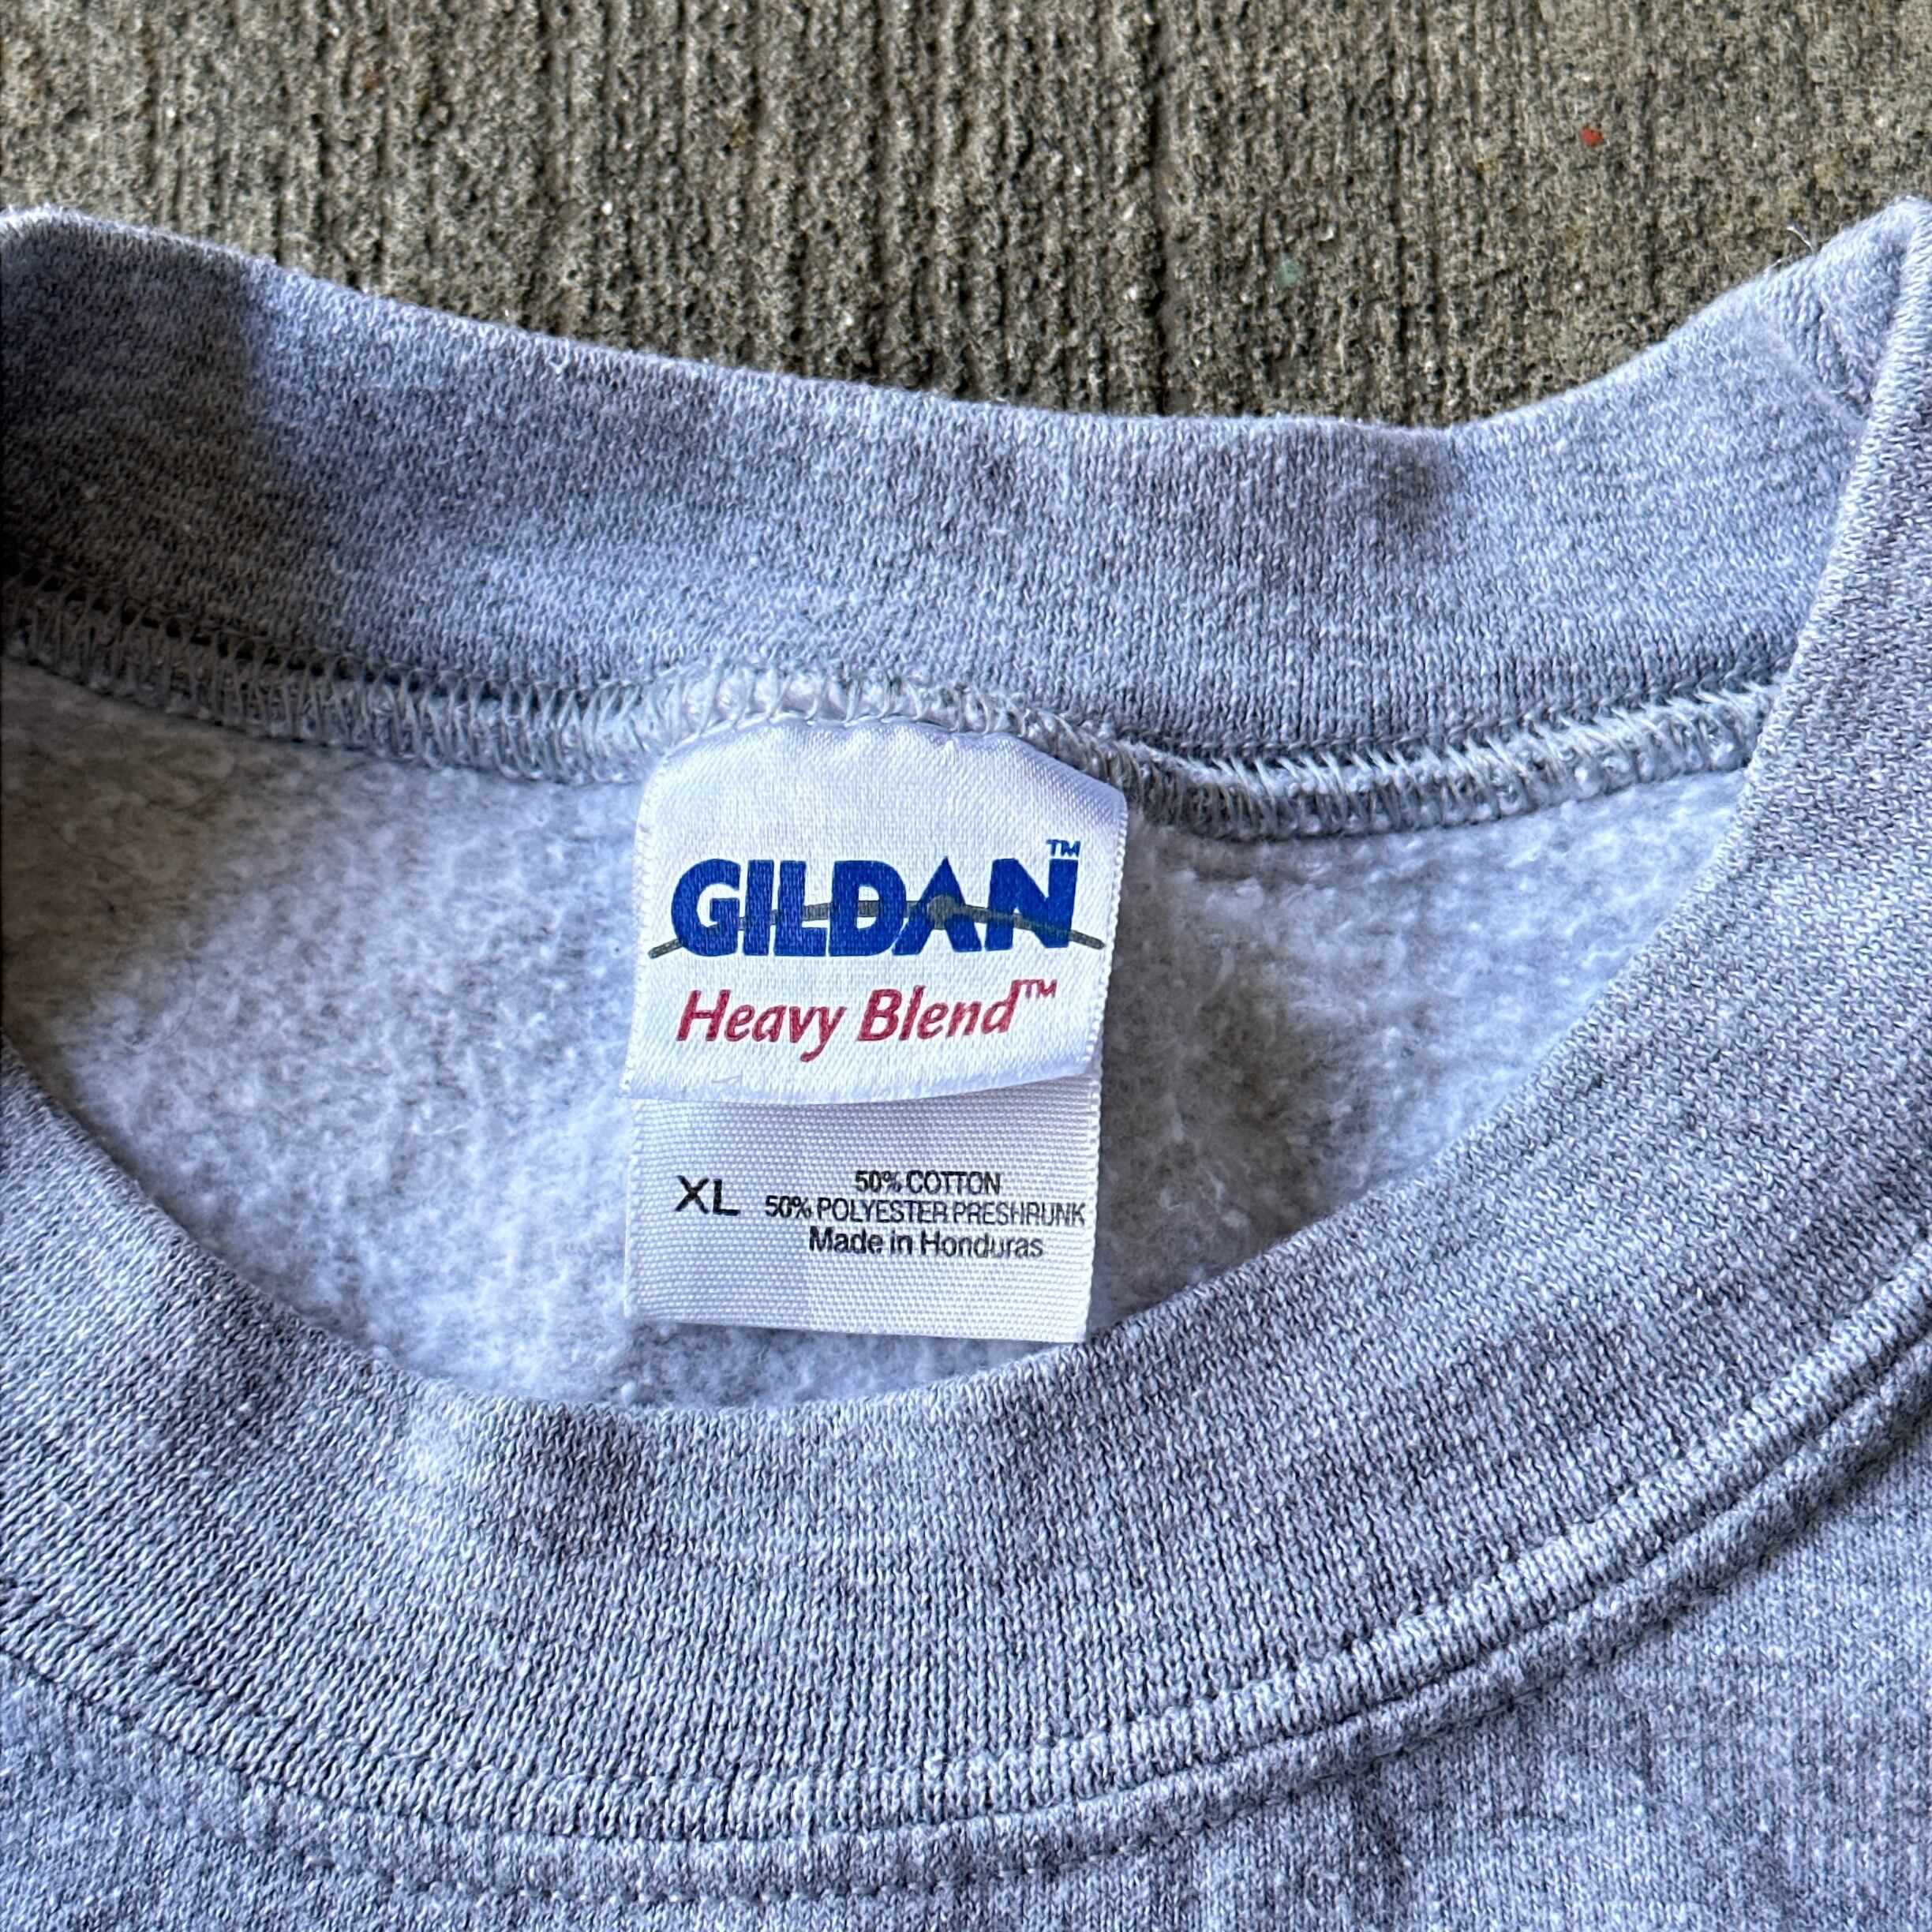 GILDAN™
Heavy Blend™
XL
50% COTTON
50% POLYESTER PRESHRUNK
Made in Honduras